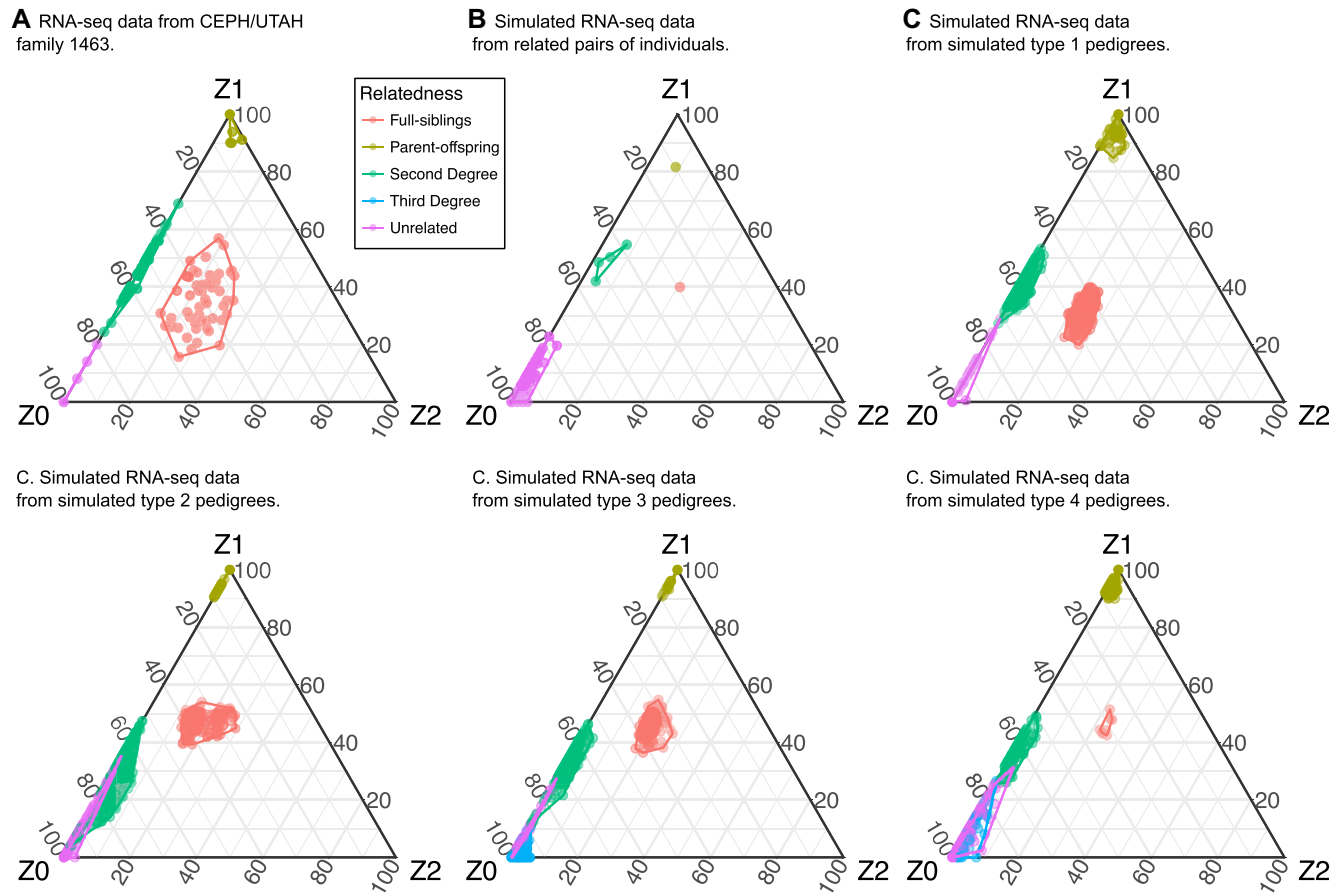 A RNA-seq data from CEPH/UTAH
family 1463.
Z1
100
80
60
40
20
20
40
60
80
100
Z0
20
40
60
80
100
Z2
Relatedness
Full-siblings
Parent-offspring
Second Degree
Third Degree
Unrelated
B Simulated RNA-seq data
from related pairs of individuals.
Z1
100
80
60
40
20
20
40
60
80
100
Z0
20
40
60
80
100
Z2
C Simulated RNA-seq data
from simulated type 1 pedigrees.
Z1
100
80
60
40
20
20
40
60
80
100
Z0
20
40
60
80
100
Z2
C. Simulated RNA-seq data
from simulated type 2 pedigrees.
Z1
100
80
60
40
20
20
40
60
80
100
Z0
20
40
60
80
100
Z2
C. Simulated RNA-seq data
from simulated type 3 pedigrees.
Z1
100
80
60
40
20
20
40
60
80
100
Z0
20
40
60
80
100
Z2
C. Simulated RNA-seq data
from simulated type 4 pedigrees.
Z1
100
80
60
40
20
20
40
60
80
100
Z0
20
40
60
80
100
Z2